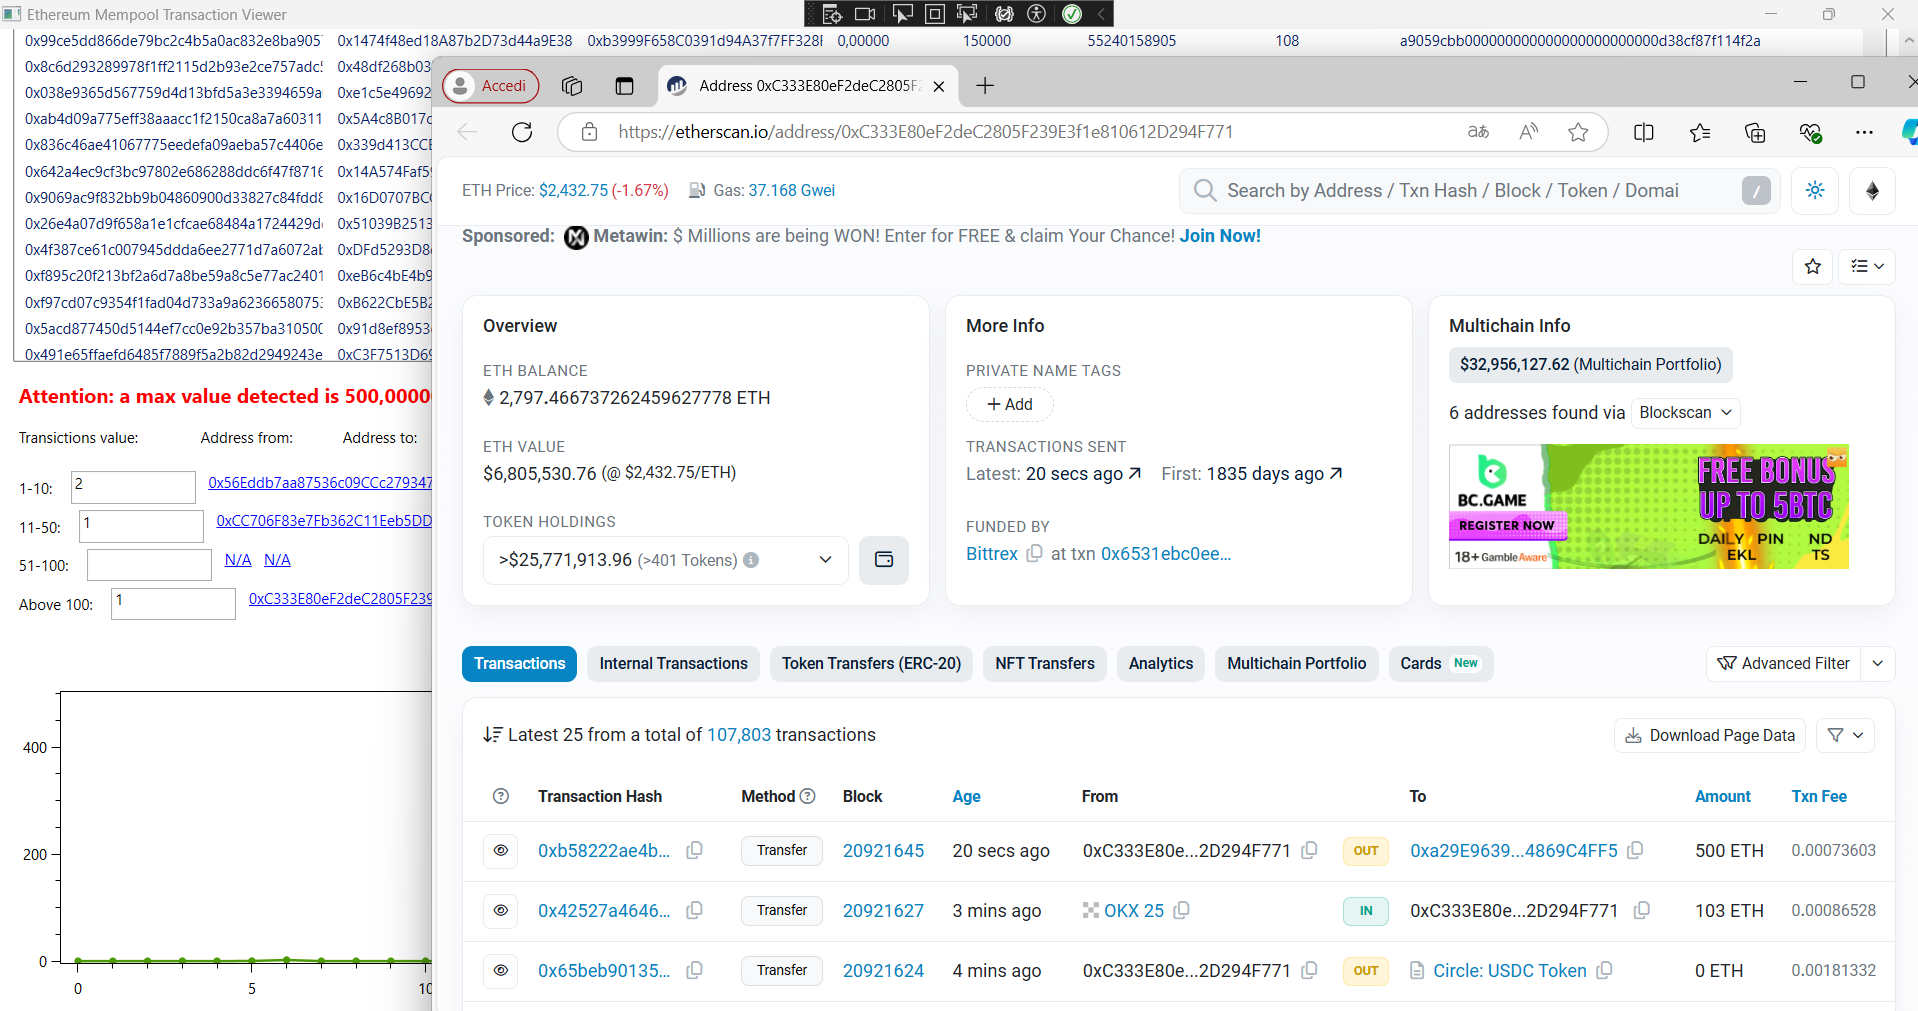 Ethereum Mempool Transaction Viewer
0x99ce5dd866de79bc2c4b5a0ac832e8ba905 0x1474f48ed18A87b2D73d44a9E38 0xb3999F658C0391d94A37f7FF328 0,00000 150000 55240158905 108 a9059cbb000000000000000000000000d38cf87f114f2a
0x8c6d293289978f1ff2115d2b93e2ce757adc5 0x48df268b03
0x038e9365d567759d4d13bfd5a3e3394659a 0xe1c5e49692
0xab4d09a775eff38aaacc1f2150ca8a7a60311 0x5A4c8B017c
0x836c46ae41067775eedefa09aeba57c4406e 0x339d413CCE
0x642a4ec9cf3bc97802e686288ddc6f47f8716 0x14A574Faf59
0x9069ac9f832bb9b04860900d33827c84fdd8 0x16D0707BC
0x26e4a07d9f658a1e1cfcae68484a1724429d 0x51039B2513
0x4f387ce61c007945ddda6ee2771d7a6072ab 0xDFd5293D8
0xf895c20f213bf2a6d7a8be59a8c5e77ac2401 0xeB6c4bE4b9
0xf97cd07c9354f1fad04d733a9a6236658075 0xB622CbE5B2
0x5acd877450d5144ef7cc0e92b357ba310500 0x91d8ef8953
0x491e65ffaefd6485f7889f5a2b82d2949243e 0xC3F7513D69
Attention: a max value detected is 500,0000
Transictions value: Address from: Address to:
1-10: 2 0x56Eddb7aa87536c09CCc279347
11-50: 1 0xCC706F83e7Fb362C11Eeb5DD
51-100: N/A N/A
Above 100: 1 0xC333E80eF2deC2805F239
400
200
0
0 5 10
Accedi
Address 0xC333E80eF2deC2805F2
https://etherscan.io/address/0xC333E80eF2deC2805F239E3f1e810612D294F771
ETH Price: $2,432.75 (-1.67%) Gas: 37.168 Gwei
Search by Address / Txn Hash / Block / Token / Domai /
Sponsored: Metawin: $ Millions are being WON! Enter for FREE & claim Your Chance! Join Now!
Overview
ETH BALANCE
2,797.466737262459627778 ETH
ETH VALUE
$6,805,530.76 (@ $2,432.75/ETH)
TOKEN HOLDINGS
>$25,771,913.96 (>401 Tokens)
More Info
PRIVATE NAME TAGS
+ Add
TRANSACTIONS SENT
Latest: 20 secs ago First: 1835 days ago
FUNDED BY
Bittrex at txn 0x6531ebc0ee...
Multichain Info
$32,956,127.62 (Multichain Portfolio)
6 addresses found via Blockscan
BC.GAME
REGISTER NOW
18+ GambleAware
FREE BONUS
UP TO 5BTC
DAILY PIN ND
EKL TS
Transactions Internal Transactions Token Transfers (ERC-20) NFT Transfers Analytics Multichain Portfolio Cards New
Advanced Filter
Latest 25 from a total of 107,803 transactions
Download Page Data
Transaction Hash Method Block Age From To Amount Txn Fee
0xb58222ae4b... Transfer 20921645 20 secs ago 0xC333E80e...2D294F771 OUT 0xa29E9639...4869C4FF5 500 ETH 0.00073603
0x42527a4646... Transfer 20921627 3 mins ago OKX 25 IN 0xC333E80e...2D294F771 103 ETH 0.00086528
0x65beb90135... Transfer 20921624 4 mins ago 0xC333E80e...2D294F771 OUT Circle: USDC Token 0 ETH 0.00181332